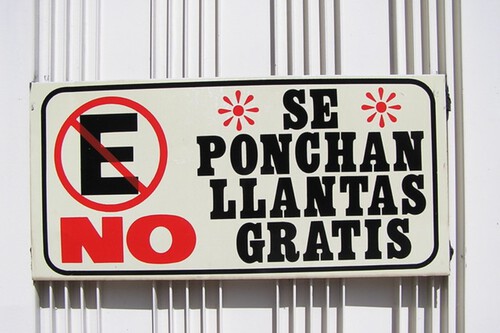 E
NO
SE
PONCHAN
LLANTAS
GRATIS